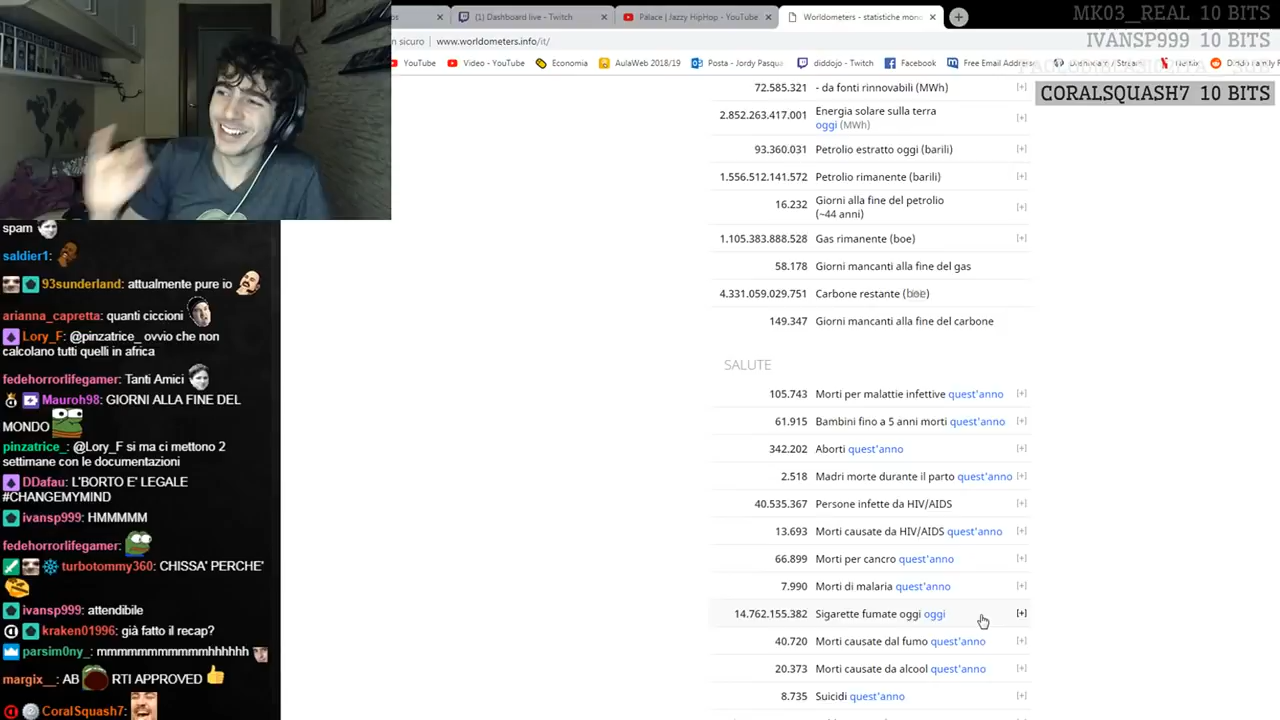 (1) Dashboard live - Twitch
Palace | Jazzy HipHop - YouTube
Worldometers - statistiche mon
MK03_REAL 10 BITS
IVANSP999 10 BITS
CORALSQUASH7 10 BITS
en sicuro | www.worldometers.info/it/
YouTube
Video - YouTube
Economia
AulaWeb 2018/19
Posta - Jordy Pasqua
diddojo - Twitch
Facebook
Free Email Addres
72.585.321 - da fonti rinnovabili (MWh) [+]
2.852.263.417.001 Energia solare sulla terra
oggi (MWh) [+]
93.360.031 Petrolio estratto oggi (barili) [+]
1.556.512.141.572 Petrolio rimanente (barili) [+]
16.232 Giorni alla fine del petrolio
(~44 anni) [+]
1.105.383.888.528 Gas rimanente (boe) [+]
58.178 Giorni mancanti alla fine del gas
4.331.059.029.751 Carbone restante (boe)
149.347 Giorni mancanti alla fine del carbone
SALUTE
105.743 Morti per malattie infettive quest'anno [+]
61.915 Bambini fino a 5 anni morti quest'anno [+]
342.202 Aborti quest'anno [+]
2.518 Madri morte durante il parto quest'anno [+]
40.535.367 Persone infette da HIV/AIDS [+]
13.693 Morti causate da HIV/AIDS quest'anno [+]
66.899 Morti per cancro quest'anno [+]
7.990 Morti di malaria quest'anno [+]
14.762.155.382 Sigarette fumate oggi oggi [+]
40.720 Morti causate dal fumo quest'anno [+]
20.373 Morti causate da alcool quest'anno [+]
8.735 Suicidi quest'anno [+]
spam
saldier1:
93sunderland: attualmente pure io
arianna_capretta: quanti ciccioni
Lory_F: @pinzatrice_ ovvio che non
calcolano tutti quelli in africa
fedehorrorlifegamer: Tanti Amici
Mauroh98: GIORNI ALLA FINE DEL
MONDO
pinzatrice_: @Lory_F si ma ci mettono 2
settimane con le documentazioni
DDafau: L'BORTO E' LEGALE
#CHANGEMYMIND
ivansp999: HMMMMM
fedehorrorlifegamer:
turbotommy360: CHISSA' PERCHE'
ivansp999: attendibile
kraken01996: già fatto il recap?
parsim0ny_: mmmmmmmmmmmhhhhhh
margix__: AB RTI APPROVED
CoralSquash7: